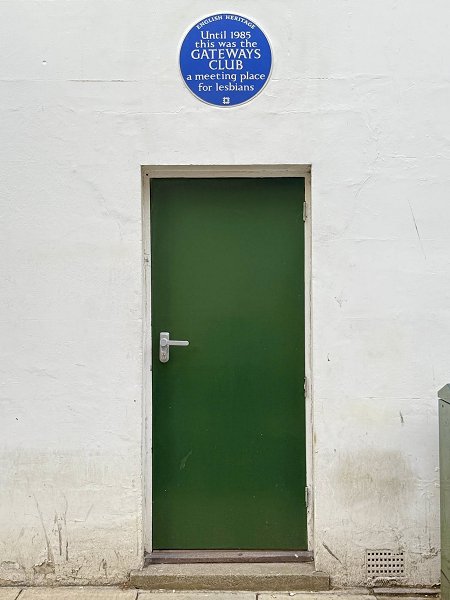 ENGLISH HERITAGE
Until 1985
this was the
GATEWAYS
CLUB
a meeting place
for lesbians